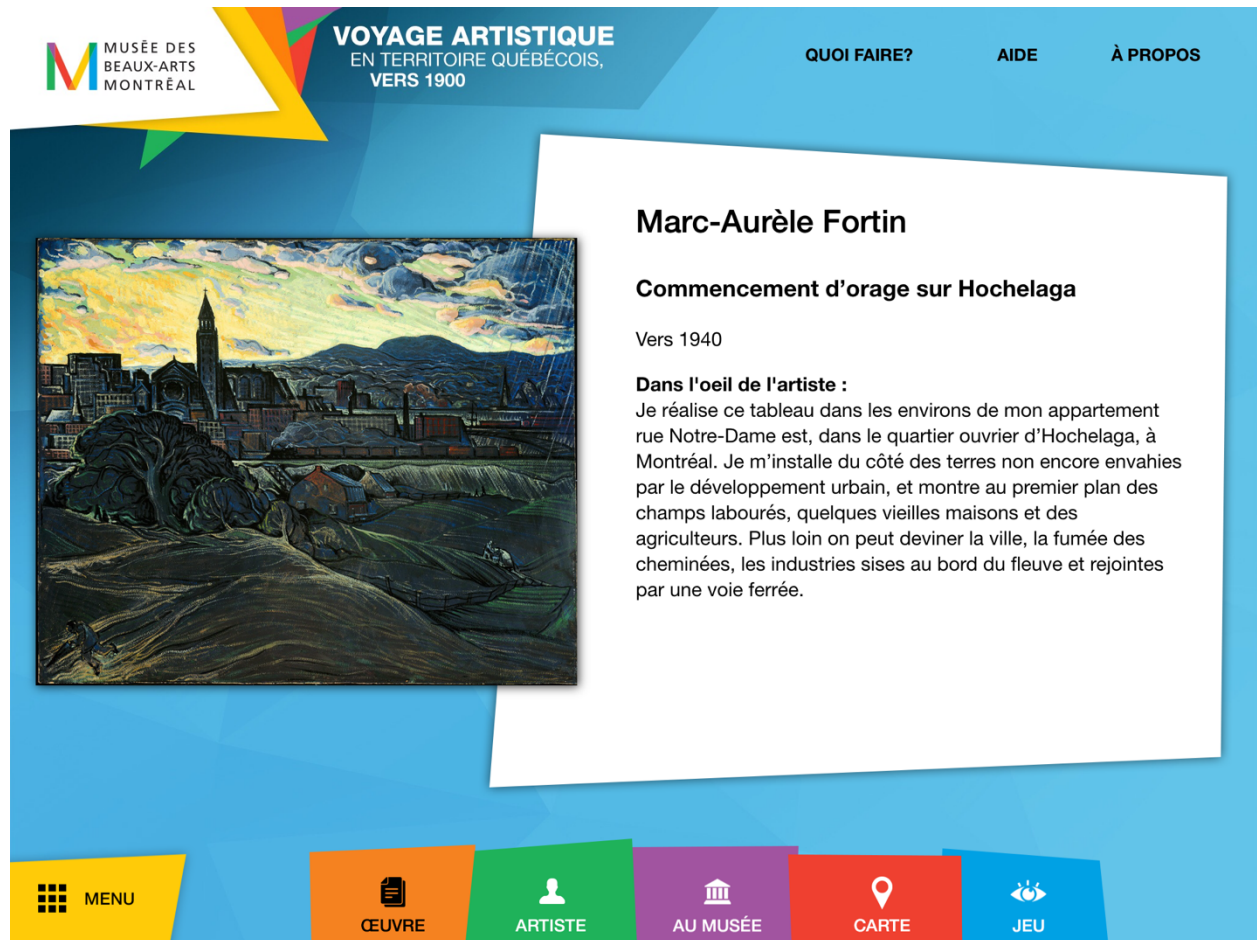 MUSÉE DES
BEAUX-ARTS
MONTRÉAL
VOYAGE ARTISTIQUE
EN TERRITOIRE QUÉBÉCOIS,
VERS 1900
QUOI FAIRE?
AIDE
À PROPOS
Marc-Aurèle Fortin
Commencement d’orage sur Hochelaga
Vers 1940
Dans l'oeil de l'artiste :
Je réalise ce tableau dans les environs de mon appartement
rue Notre-Dame est, dans le quartier ouvrier d’Hochelaga, à
Montréal. Je m’installe du côté des terres non encore envahies
par le développement urbain, et montre au premier plan des
champs labourés, quelques vieilles maisons et des
agriculteurs. Plus loin on peut deviner la ville, la fumée des
cheminées, les industries sises au bord du fleuve et rejointes
par une voie ferrée.
MENU
ŒUVRE
ARTISTE
AU MUSÉE
CARTE
JEU